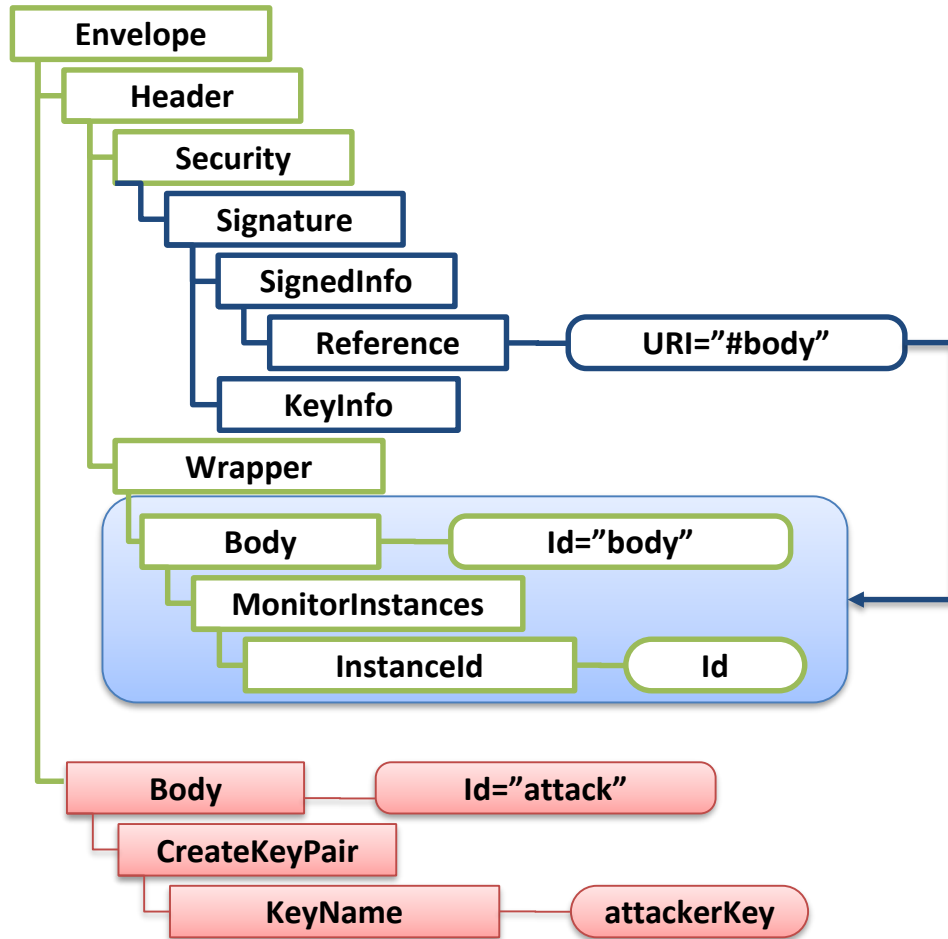 Envelope
Header
Security
Signature
SignedInfo
Reference URI=”#body”
KeyInfo
Wrapper
Body Id=”body”
MonitorInstances
InstanceId Id
Body Id=”attack”
CreateKeyPair
KeyName attackerKey